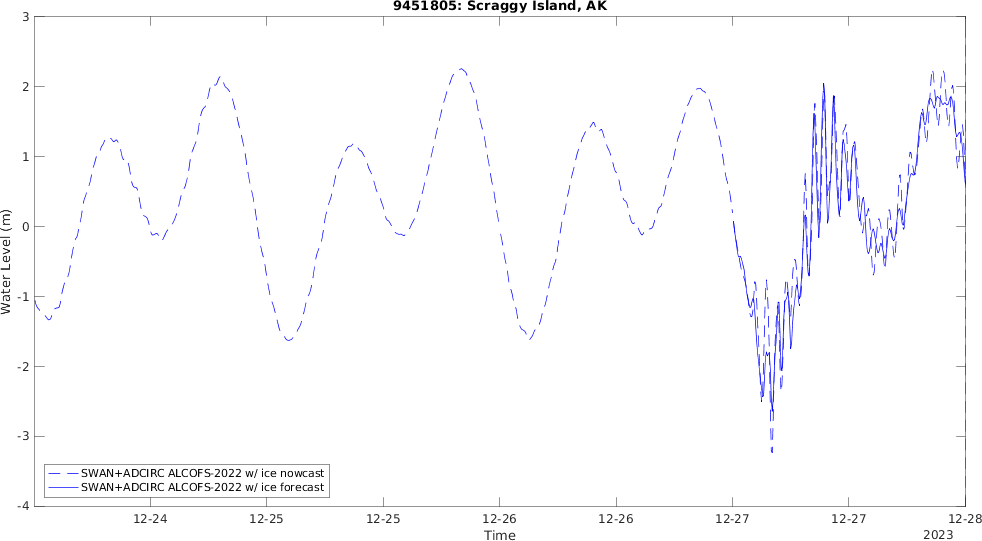 9451805: Scraggy Island, AK
3
2
1
0
-1
-2
-3
-4
Water Level (m)
SWAN+ADCIRC ALCOFS-2022 w/ ice nowcast
SWAN+ADCIRC ALCOFS-2022 w/ ice forecast
12-24 12-25 12-25 12-26 12-26 12-27 12-27 12-28
Time
2023